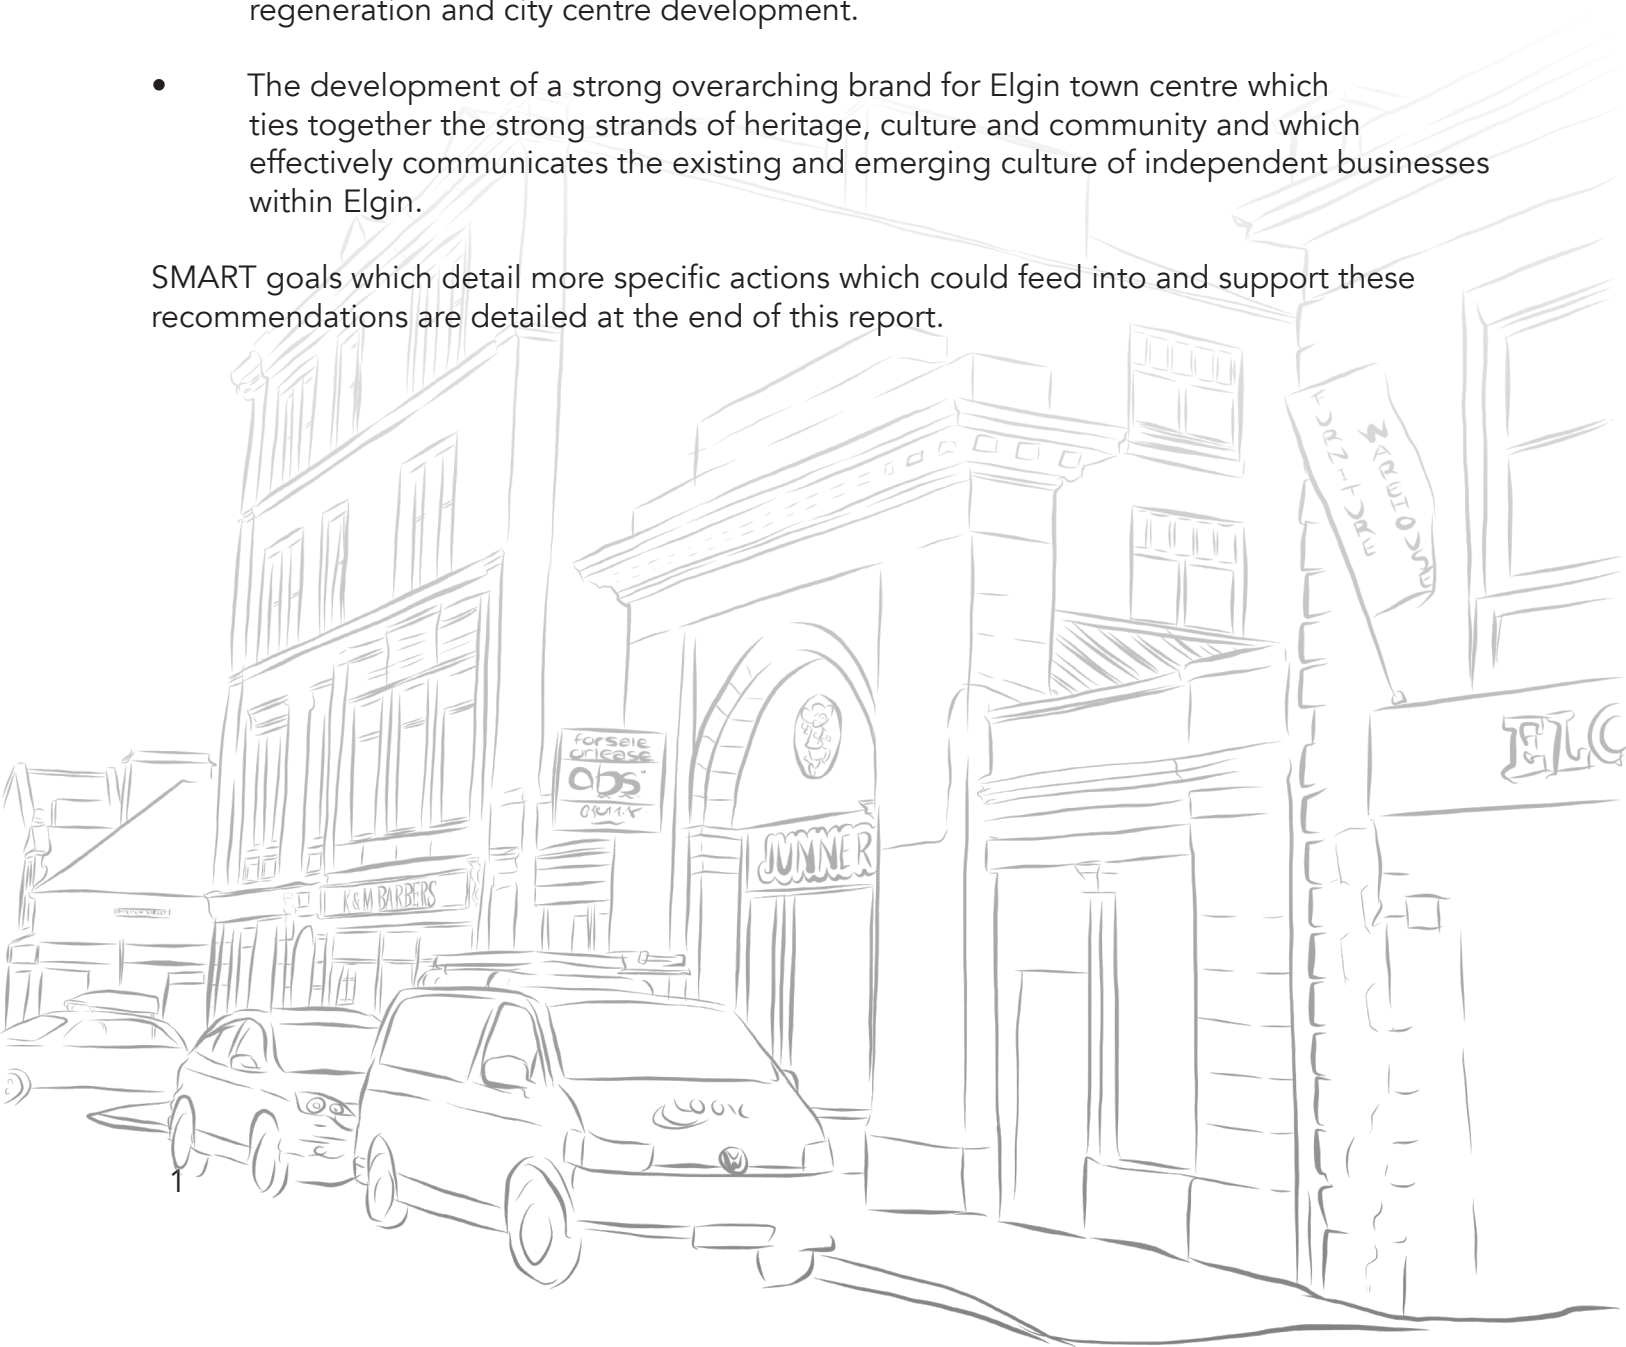 regeneration and city centre development.
• The development of a strong overarching brand for Elgin town centre which
ties together the strong strands of heritage, culture and community and which
effectively communicates the existing and emerging culture of independent businesses
within Elgin.
SMART goals which detail more specific actions which could feed into and support these
recommendations are detailed at the end of this report.
FURNITURE
WAREHOUSE
ELG
for sale
or lease
abs
JUNNER
K & M BARBERS
1